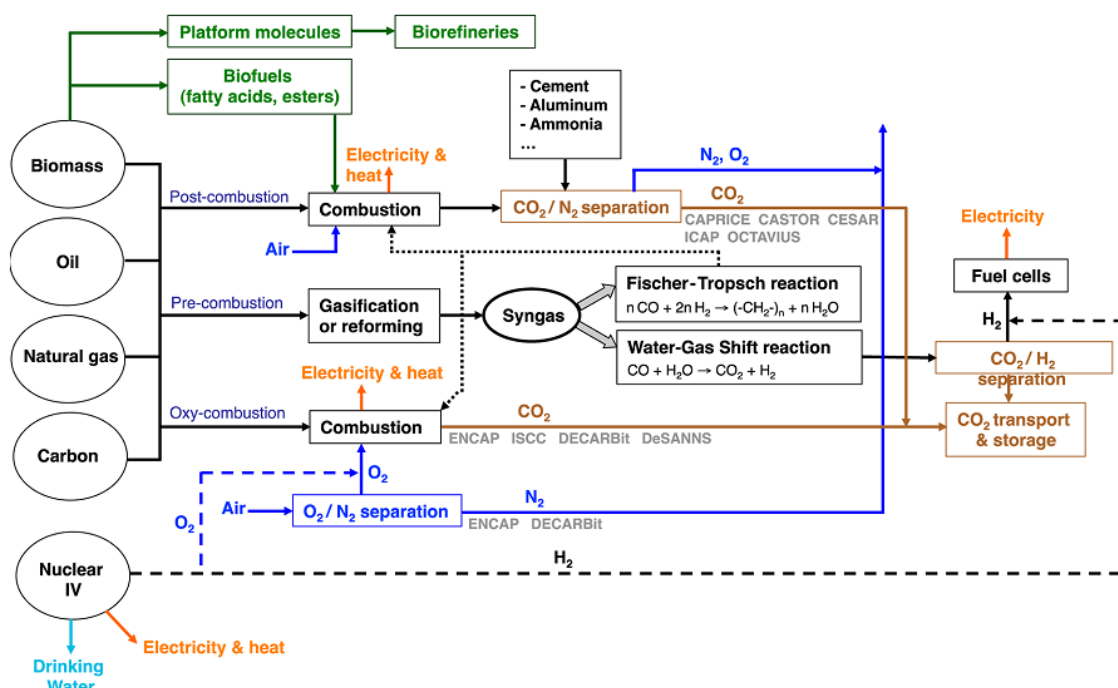 Platform molecules
Biorefineries
Biofuels
(fatty acids, esters)
- Cement
- Aluminum
- Ammonia
...
Biomass
Electricity &
heat
N₂, O₂
Post-combustion
Combustion
CO₂ / N₂ separation
CO₂
CAPRICE CASTOR CESAR
ICAP OCTAVIUS
Electricity
Air
Oil
Fuel cells
Fischer-Tropsch reaction
n CO + 2n H₂ → (-CH₂-)ₙ + n H₂O
Pre-combustion
Gasification
or reforming
Syngas
H₂
Natural gas
Water-Gas Shift reaction
CO + H₂O → CO₂ + H₂
CO₂ / H₂
separation
Electricity & heat
Oxy-combustion
Combustion
CO₂
ENCAP ISCC DECARBit DeSANNS
CO₂ transport
& storage
Carbon
O₂
O₂
Air
O₂ / N₂ separation
N₂
ENCAP DECARBit
Nuclear
IV
H₂
Electricity & heat
Drinking
Water